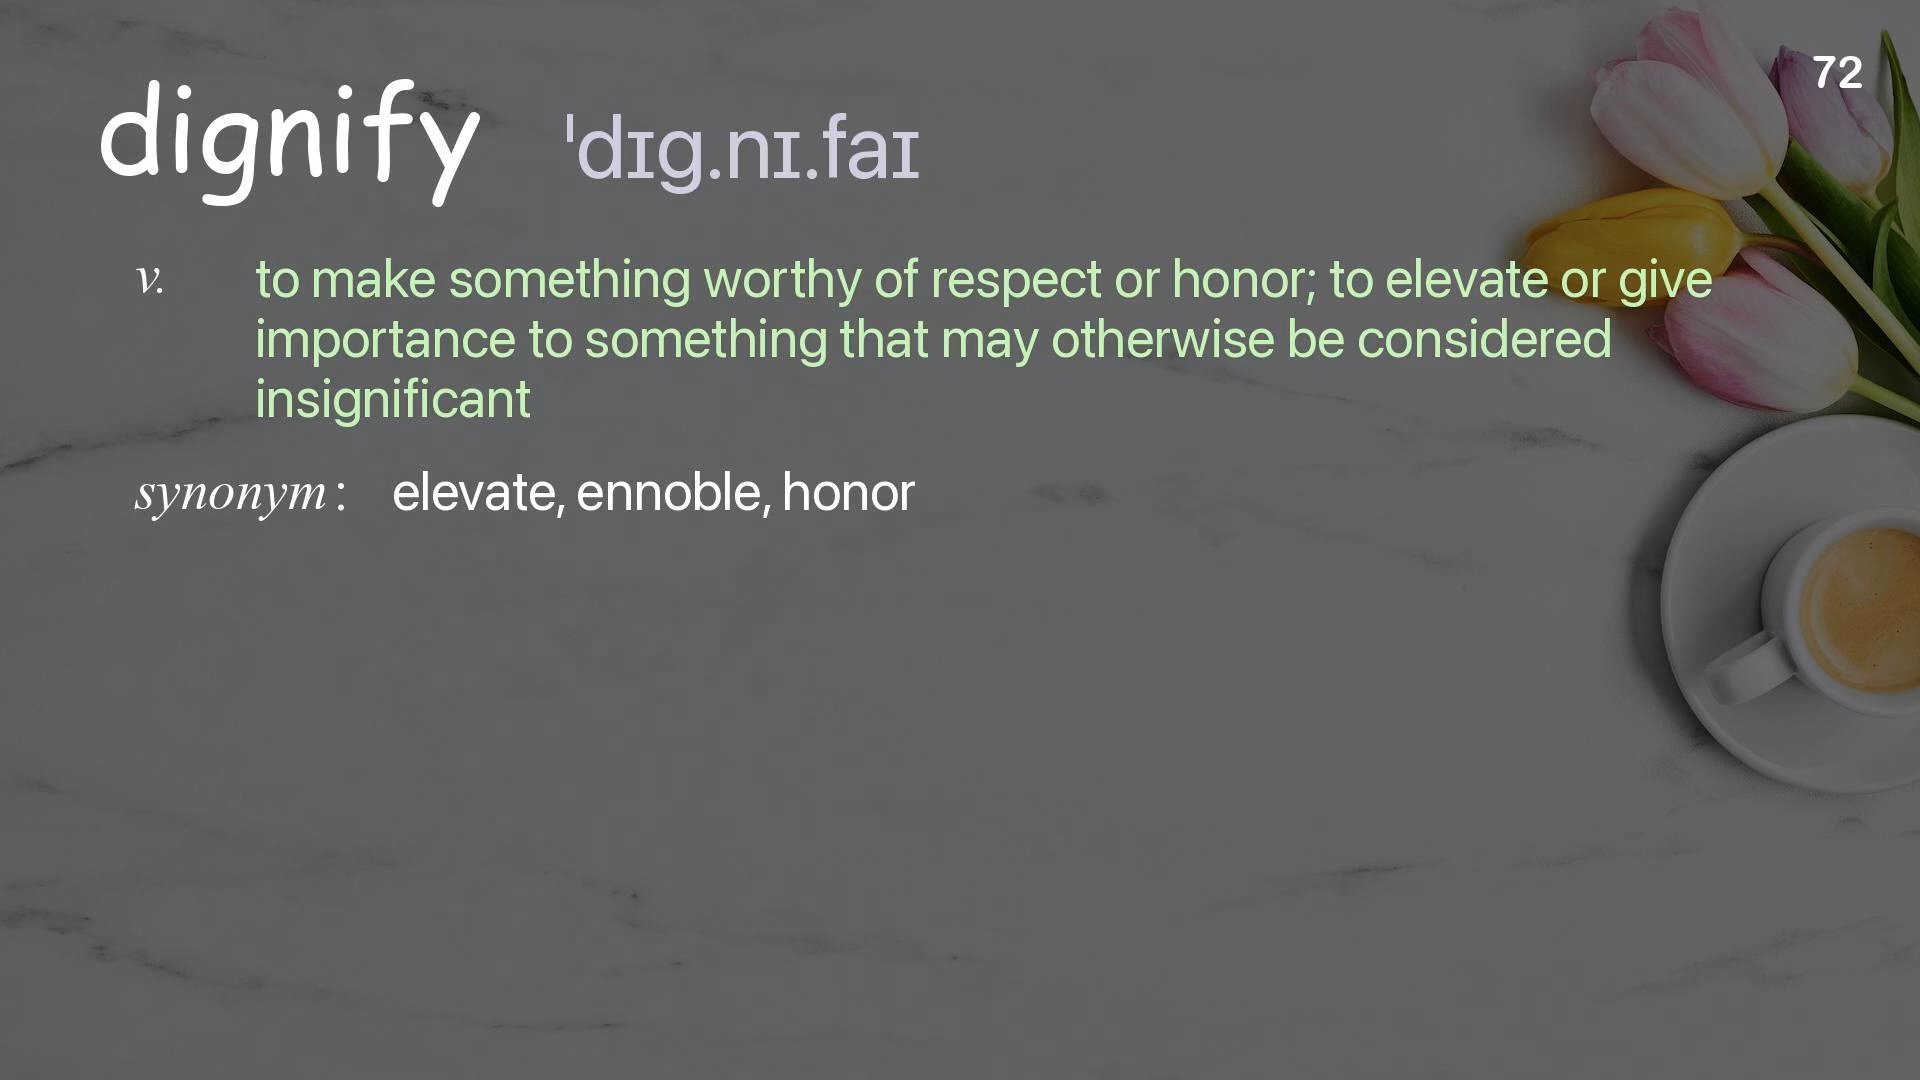 72
dignify ˈdɪɡ.nɪ.faɪ
v. to make something worthy of respect or honor; to elevate or give
importance to something that may otherwise be considered
insignificant
synonym : elevate, ennoble, honor